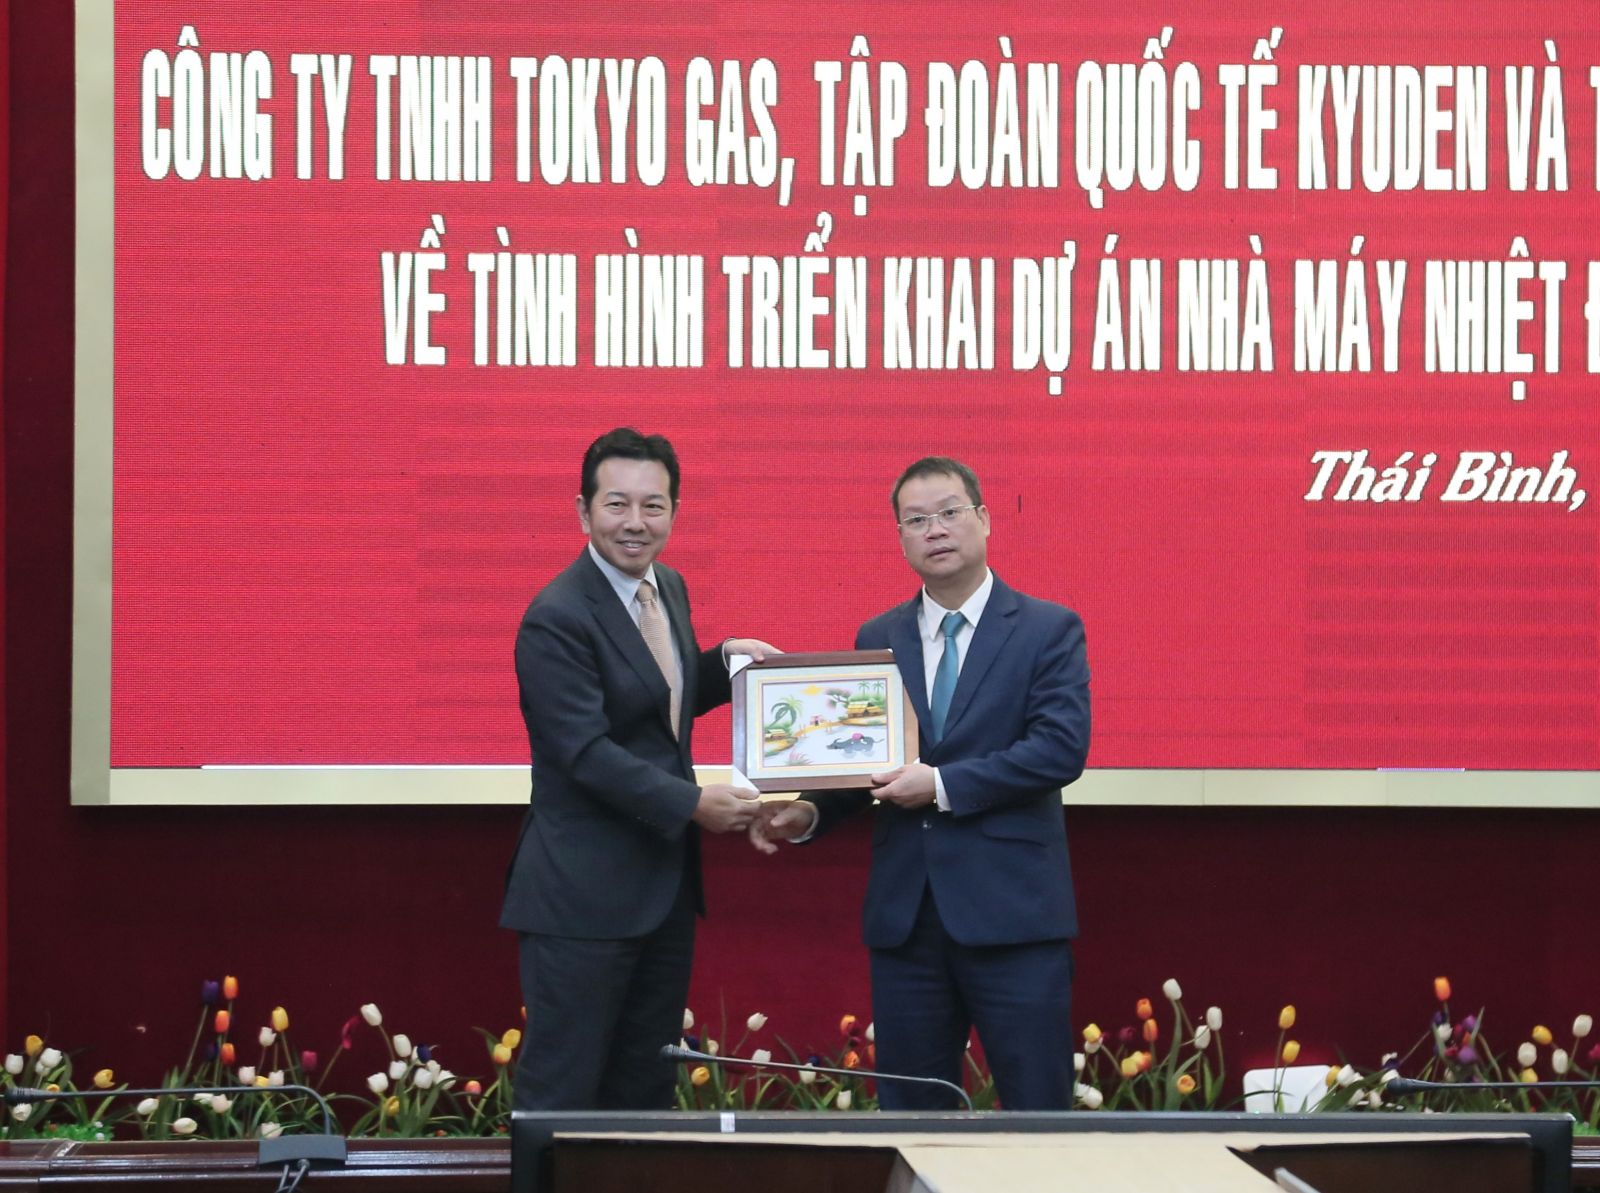 CÔNG TY TNHH TOKYO GAS, TẬP ĐOÀN QUỐC TẾ KYUDEN VÀ
VỀ TÌNH HÌNH TRIỂN KHAI DỰ ÁN NHÀ MÁY NHIỆT
Thái Bình,